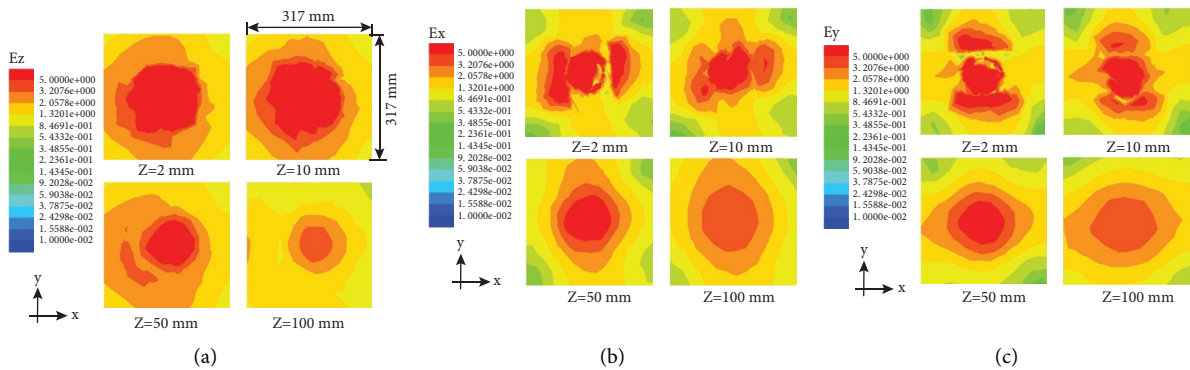 317 mm
317 mm
Ez
5. 0000e+000
3. 2076e+000
2. 0578e+000
1. 3201e+000
8. 4691e-001
5. 4332e-001
3. 4855e-001
2. 2361e-001
1. 4345e-001
9. 2028e-002
5. 9038e-002
3. 7875e-002
2. 4298e-002
1. 5588e-002
1. 0000e-002
Z=2 mm
Z=10 mm
Z=50 mm
Z=100 mm
y
x
(a)
Ex
5. 0000e+000
3. 2076e+000
2. 0578e+000
1. 3201e+000
8. 4691e-001
5. 4332e-001
3. 4855e-001
2. 2361e-001
1. 4345e-001
9. 2028e-002
5. 9038e-002
3. 7875e-002
2. 4298e-002
1. 5588e-002
1. 0000e-002
Z=2 mm
Z=10 mm
Z=50 mm
Z=100 mm
y
x
(b)
Ey
5. 0000e+000
3. 2076e+000
2. 0578e+000
1. 3201e+000
8. 4691e-001
5. 4332e-001
3. 4855e-001
2. 2361e-001
1. 4345e-001
9. 2028e-002
5. 9038e-002
3. 7875e-002
2. 4298e-002
1. 5588e-002
1. 0000e-002
Z=2 mm
Z=10 mm
Z=50 mm
Z=100 mm
y
x
(c)